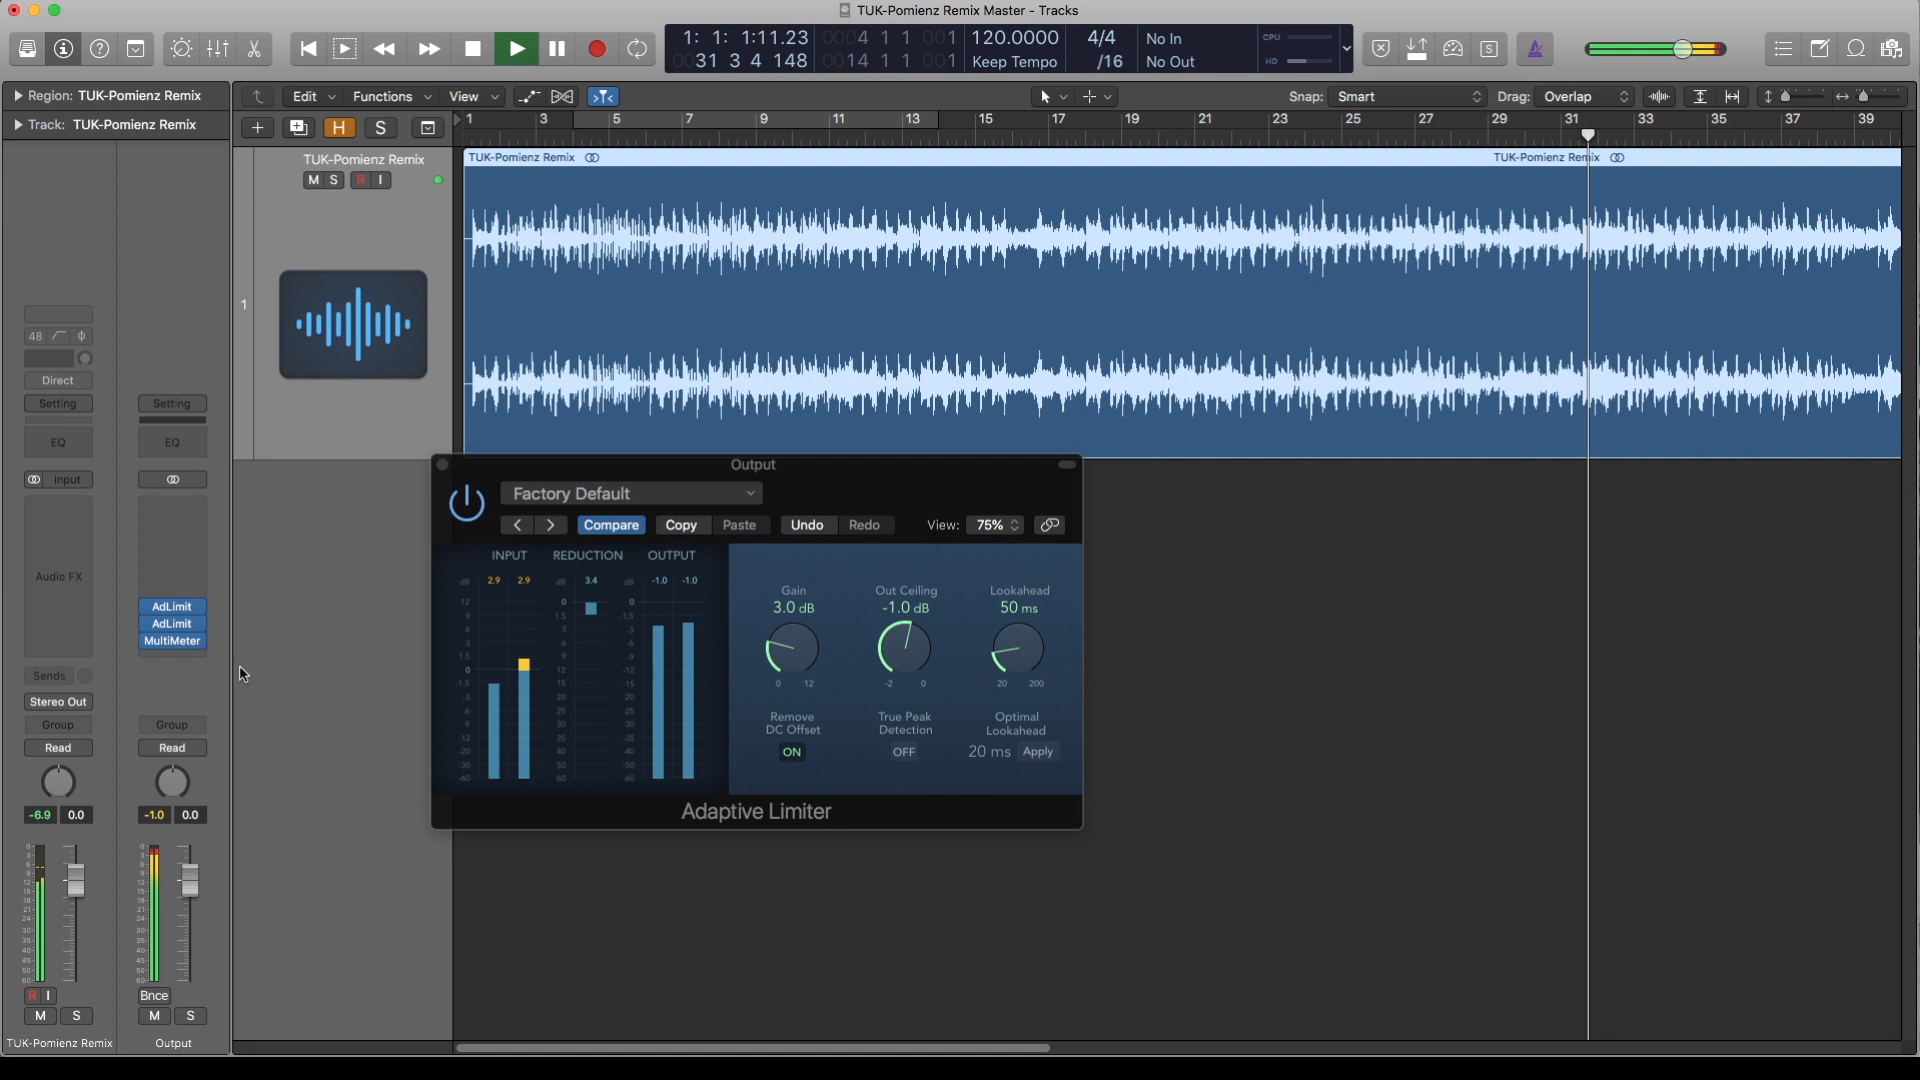 TUK-Pomienz Remix Master - Tracks
1: 1: 1:11.23 0004 1 1 001 120.0000 4/4 No In CPU
0031 3 4 148 0014 1 1 001 Keep Tempo /16 No Out HD
Region: TUK-Pomienz Remix
Edit Functions View Snap: Smart Drag: Overlap
Track: TUK-Pomienz Remix
H S
1 3 5 7 9 11 13 15 17 19 21 23 25 27 29 31 33 35 37 39
TUK-Pomienz Remix
M S R I
TUK-Pomienz Remix TUK-Pomienz Remix
1
48
Direct
Setting Setting
EQ EQ
Input
Audio FX
AdLimit
AdLimit
MultiMeter
Sends
Stereo Out
Group Group
Read Read
-6.9 0.0 -1.0 0.0
R I Bnce
M S M S
TUK-Pomienz Remix Output
Output
Factory Default
Compare Copy Paste Undo Redo View: 75%
INPUT REDUCTION OUTPUT
dB 2.9 2.9 dB 3.4 dB -1.0 -1.0
Gain Out Ceiling Lookahead
3.0 dB -1.0 dB 50 ms
0 12 -2 0 20 200
Remove DC Offset
ON
True Peak Detection
OFF
Optimal Lookahead
20 ms Apply
Adaptive Limiter